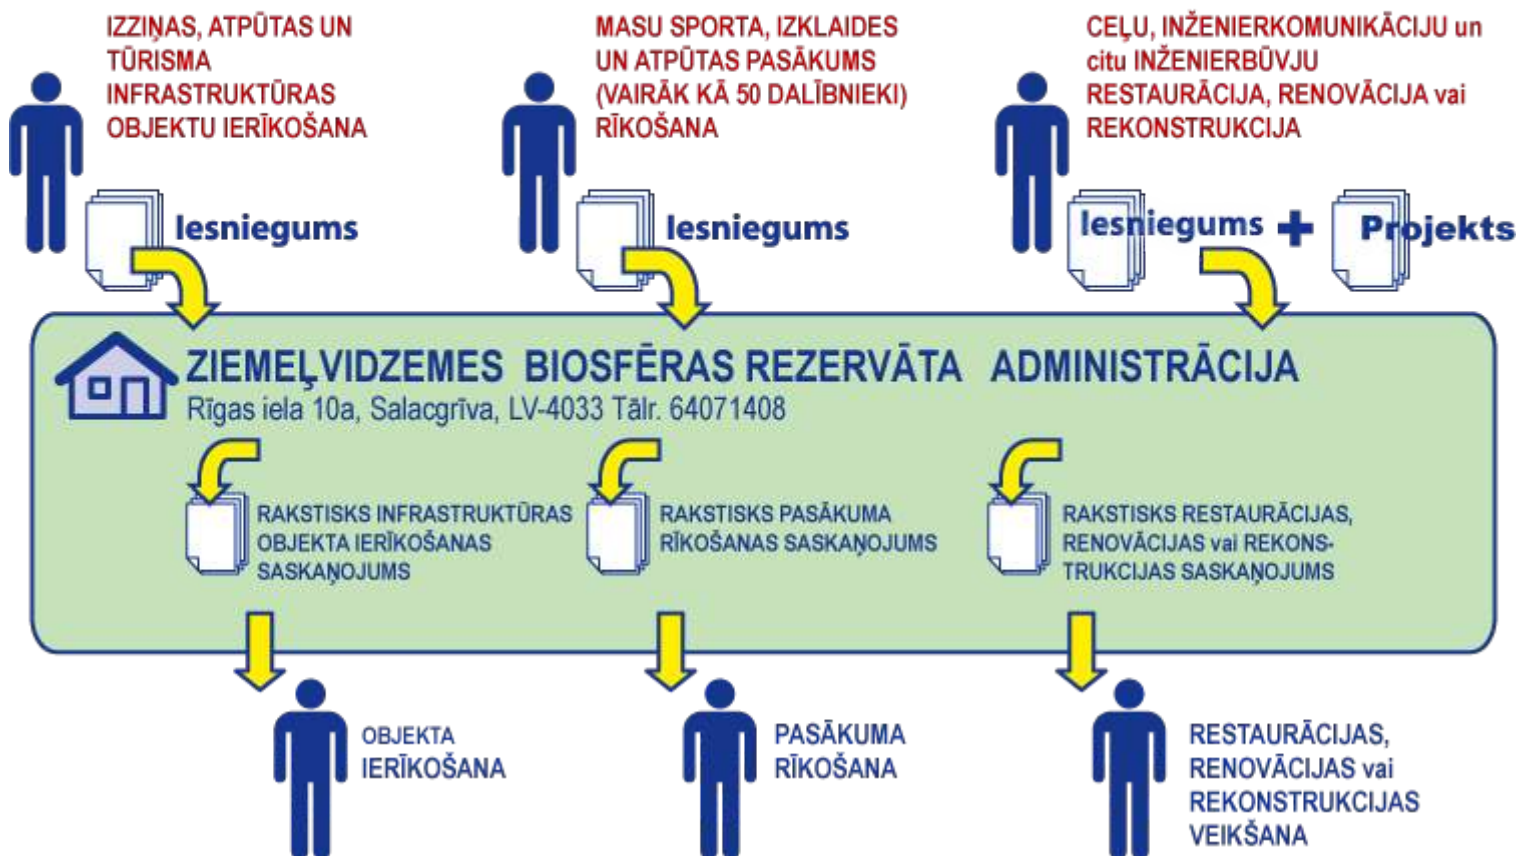 IZZIŅAS, ATPŪTAS UN
TŪRISMA
INFRASTRUKTŪRAS
OBJEKTU IERĪKOŠANA
Iesniegums
MASU SPORTA, IZKLAIDES
UN ATPŪTAS PASĀKUMS
(VAIRĀK KĀ 50 DALĪBNIEKI)
RĪKOŠANA
Iesniegums
CEĻU, INŽENIERKOMUNIKĀCIJU un
citu INŽENIERBŪVJU
RESTAURĀCIJA, RENOVĀCIJA vai
REKONSTRUKCIJA
Iesniegums + Projekts
ZIEMEĻVIDZEMES BIOSFĒRAS REZERVĀTA ADMINISTRĀCIJA
Rīgas iela 10a, Salacgrīva, LV-4033 Tālr. 64071408
RAKSTISKS INFRASTRUKTŪRAS
OBJEKTA IERĪKOŠANAS
SASKAŅOJUMS
RAKSTISKS PASĀKUMA
RĪKOŠANAS SASKAŅOJUMS
RAKSTISKS RESTAURĀCIJAS,
RENOVĀCIJAS vai REKONS-
TRUKCIJAS SASKAŅOJUMS
OBJEKTA
IERĪKOŠANA
PASĀKUMA
RĪKOŠANA
RESTAURĀCIJAS,
RENOVĀCIJAS vai
REKONSTRUKCIJAS
VEIKŠANA